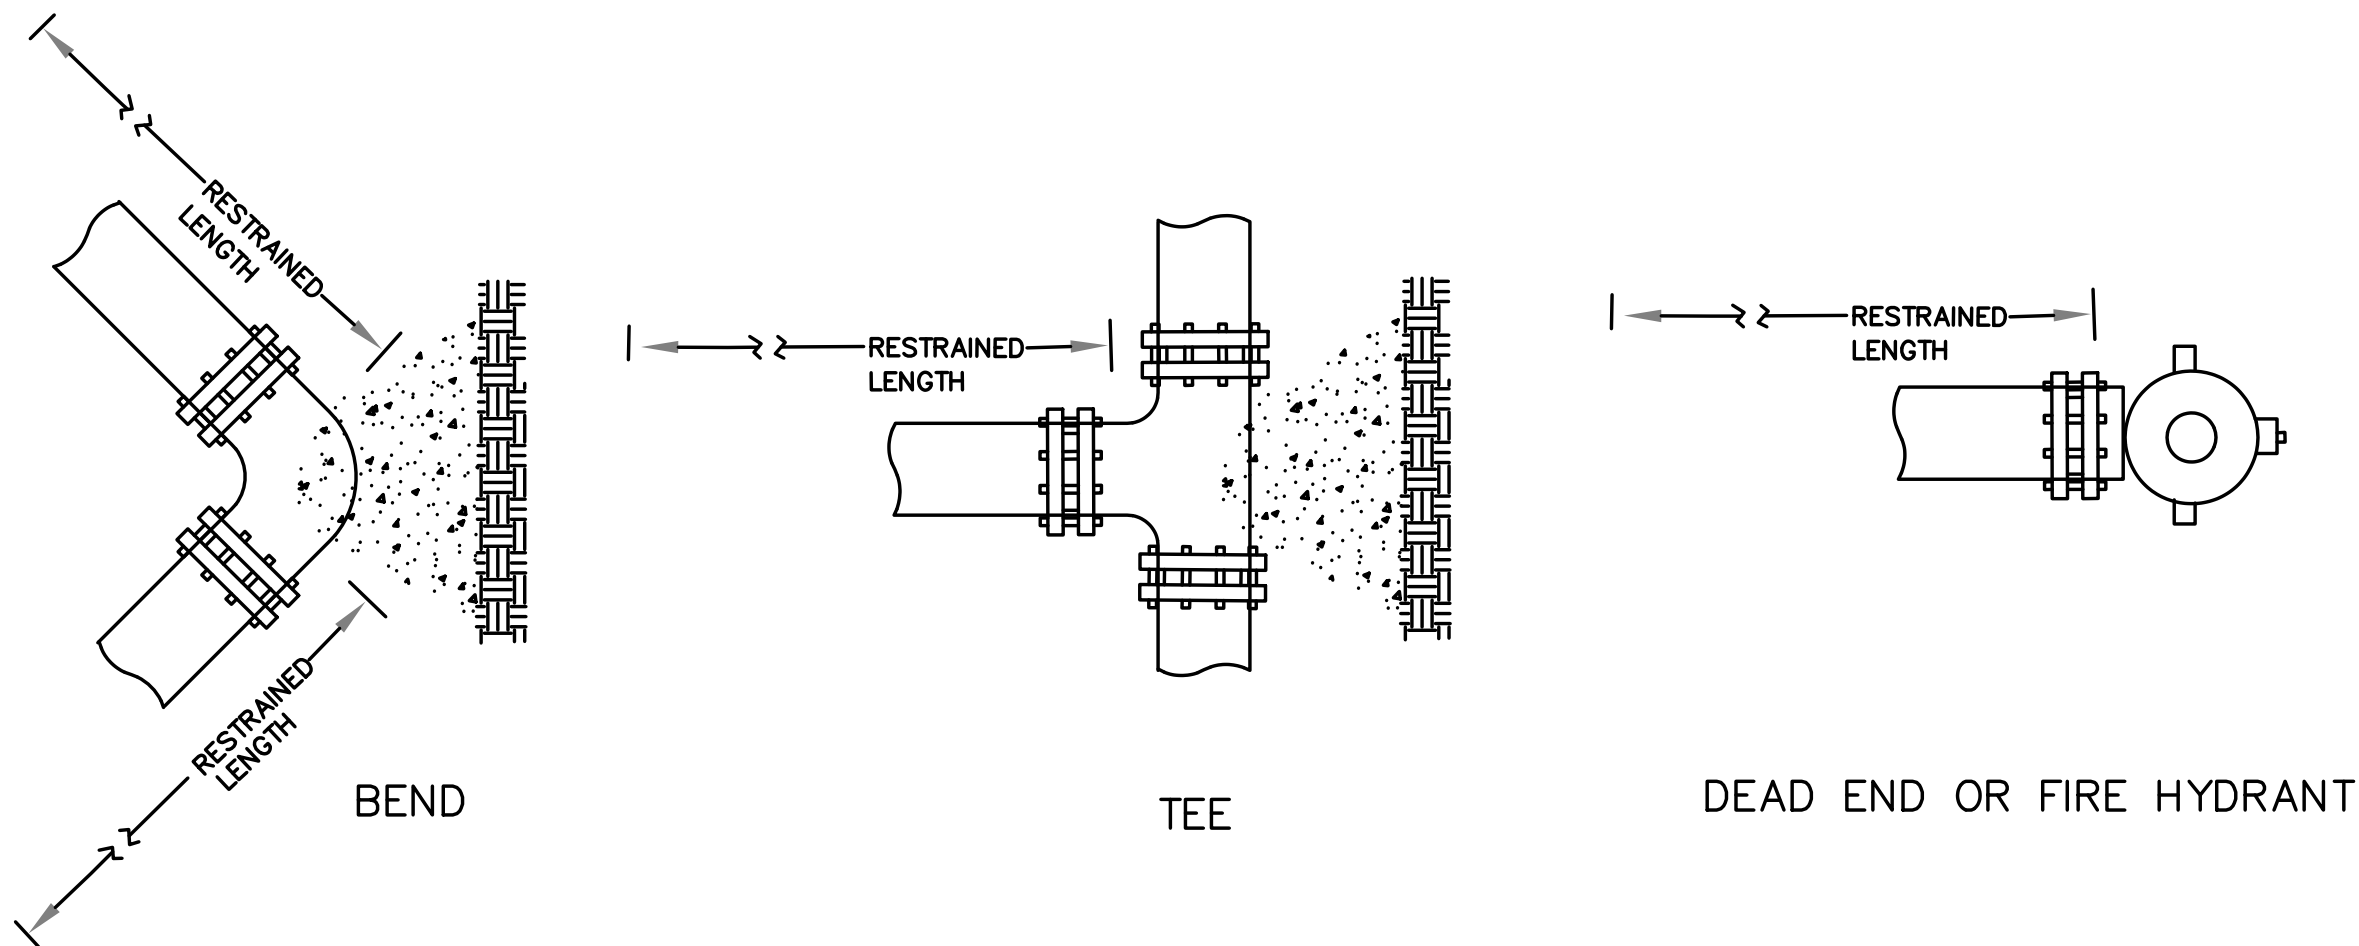 RESTRAINED
LENGTH
RESTRAINED
LENGTH
BEND
RESTRAINED
LENGTH
TEE
RESTRAINED
LENGTH
DEAD END OR FIRE HYDRANT